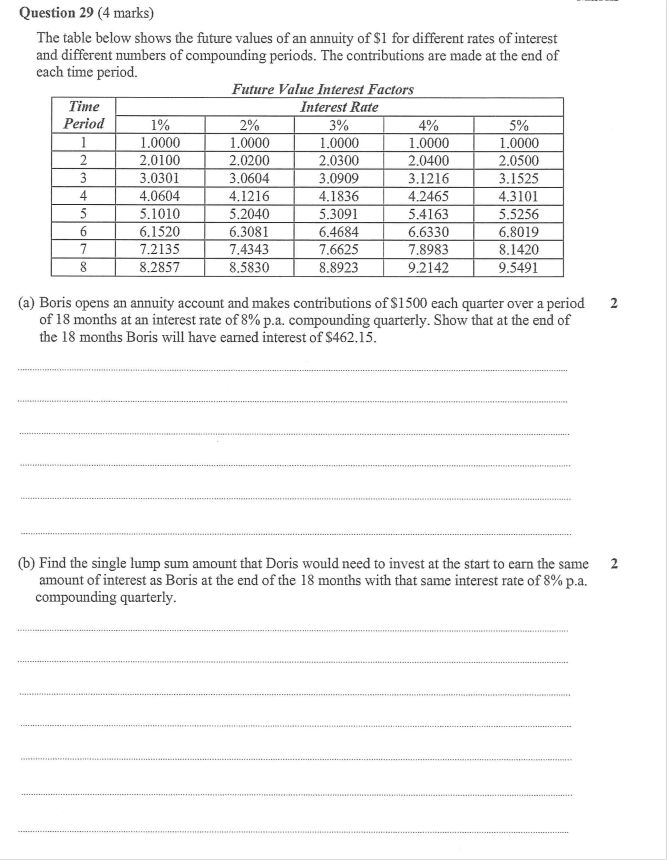 Question 29 (4 marks)
The table below shows the future values of an annuity of $1 for different rates of interest
and different numbers of compounding periods. The contributions are made at the end of
each time period.
Future Value Interest Factors
Time Period Interest Rate
1% 2% 3% 4% 5%
1 1.0000 1.0000 1.0000 1.0000 1.0000
2 2.0100 2.0200 2.0300 2.0400 2.0500
3 3.0301 3.0604 3.0909 3.1216 3.1525
4 4.0604 4.1216 4.1836 4.2465 4.3101
5 5.1010 5.2040 5.3091 5.4163 5.5256
6 6.1520 6.3081 6.4684 6.6330 6.8019
7 7.2135 7.4343 7.6625 7.8983 8.1420
8 8.2857 8.5830 8.8923 9.2142 9.5491
(a) Boris opens an annuity account and makes contributions of $1500 each quarter over a period 2
of 18 months at an interest rate of 8% p.a. compounding quarterly. Show that at the end of
the 18 months Boris will have earned interest of $462.15.
(b) Find the single lump sum amount that Doris would need to invest at the start to earn the same 2
amount of interest as Boris at the end of the 18 months with that same interest rate of 8% p.a.
compounding quarterly.